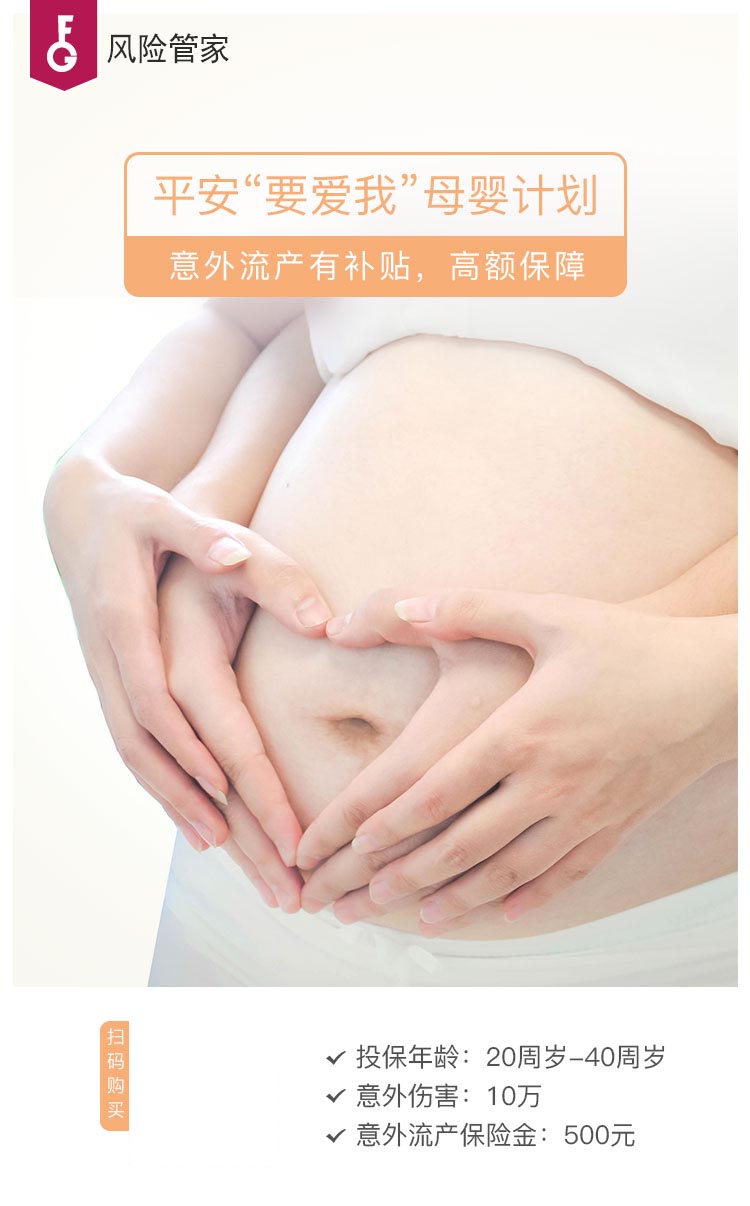 FG
风险管家
平安“要爱我”母婴计划
意外流产有补贴，高额保障
扫码购买
投保年龄：20周岁-40周岁
意外伤害：10万
意外流产保险金：500元